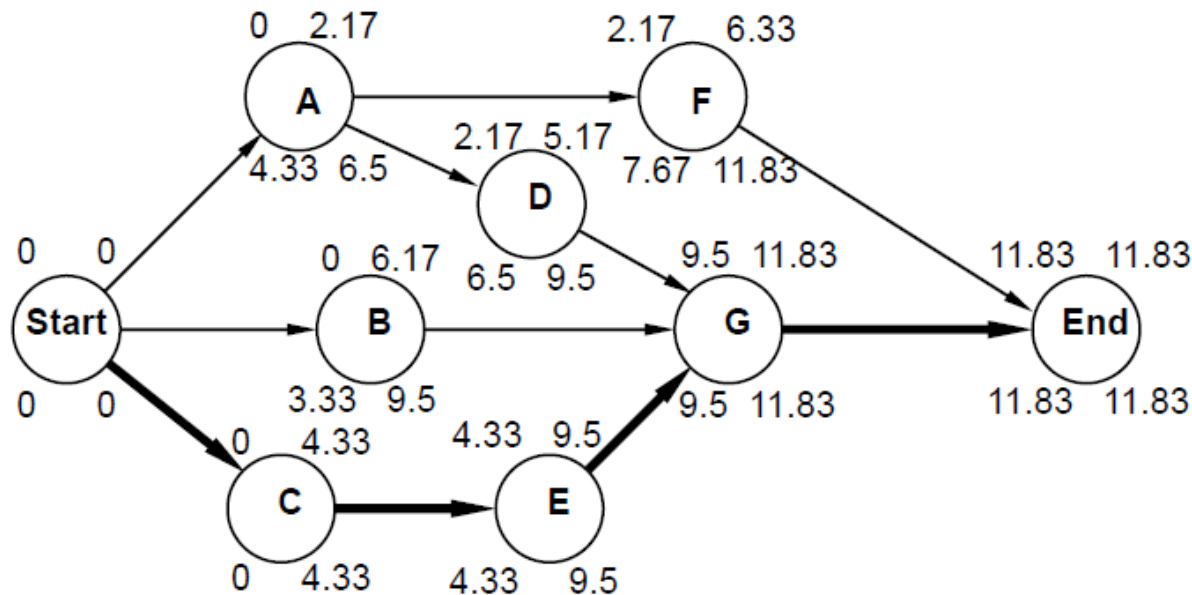 0 2.17
A
4.33 6.5
2.17 6.33
F
7.67 11.83
2.17 5.17
D
6.5 9.5
0 0
Start
0 0
0 6.17
B
3.33 9.5
9.5 11.83
G
9.5 11.83
11.83 11.83
End
11.83 11.83
0 4.33
C
0 4.33
4.33 9.5
E
4.33 9.5